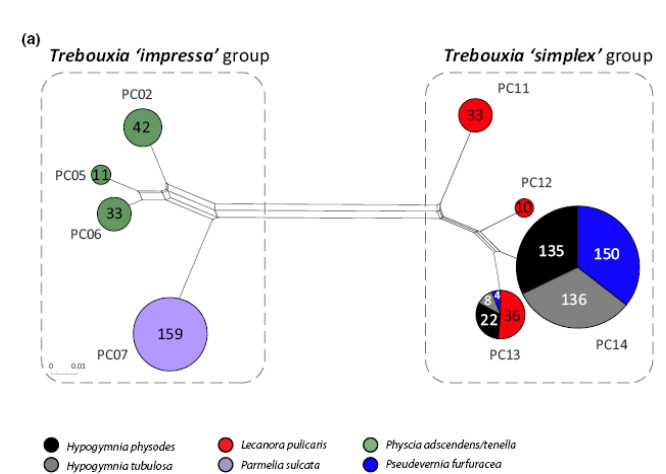 (a)
Trebouxia ‘impressa’ group
Trebouxia ‘simplex’ group
PC02
42
PC05
11
PC06
33
PC07
159
0 0.01
PC11
33
PC12
10
135
150
136
PC14
8
4
22
36
PC13
Hypogymnia physodes
Lecanora pulicaris
Physcia adscendens/tenella
Hypogymnia tubulosa
Parmelia sulcata
Pseudevernia furfuracea